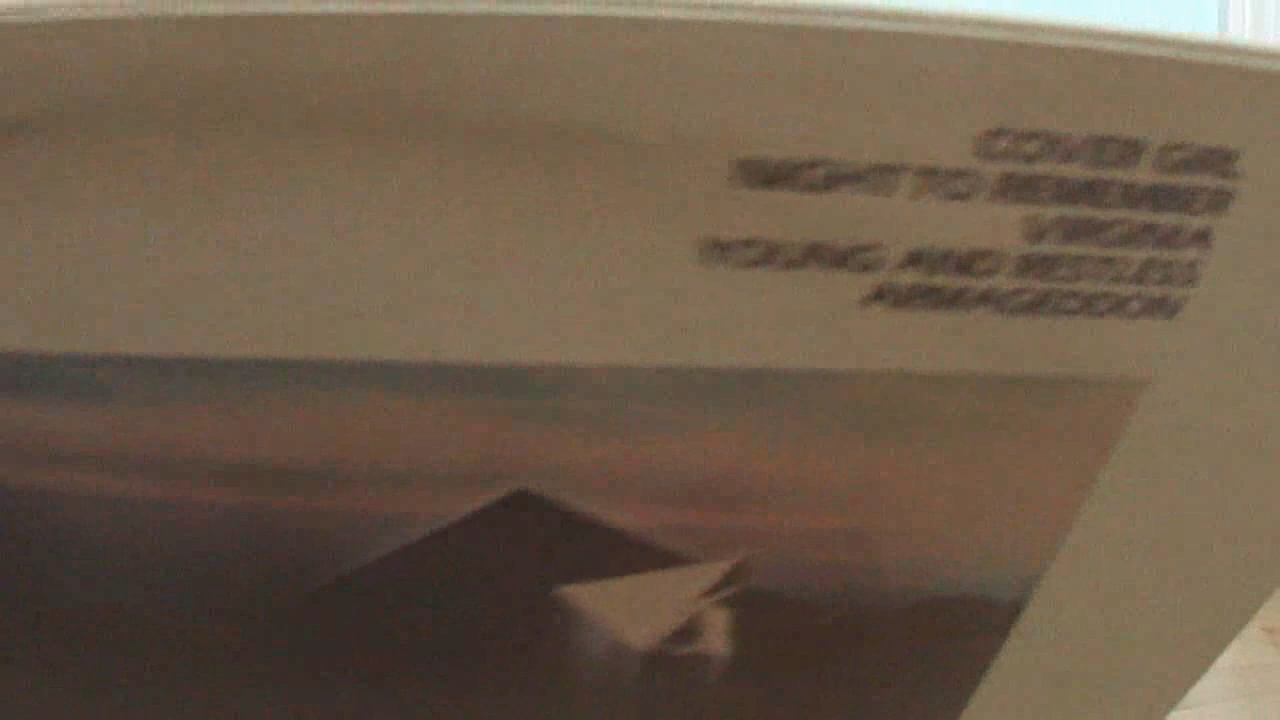 COVER GIRL
NIGHT TO REMEMBER
VIRGINIA
YOUNG AND RESTLESS
ARMAGEDDON